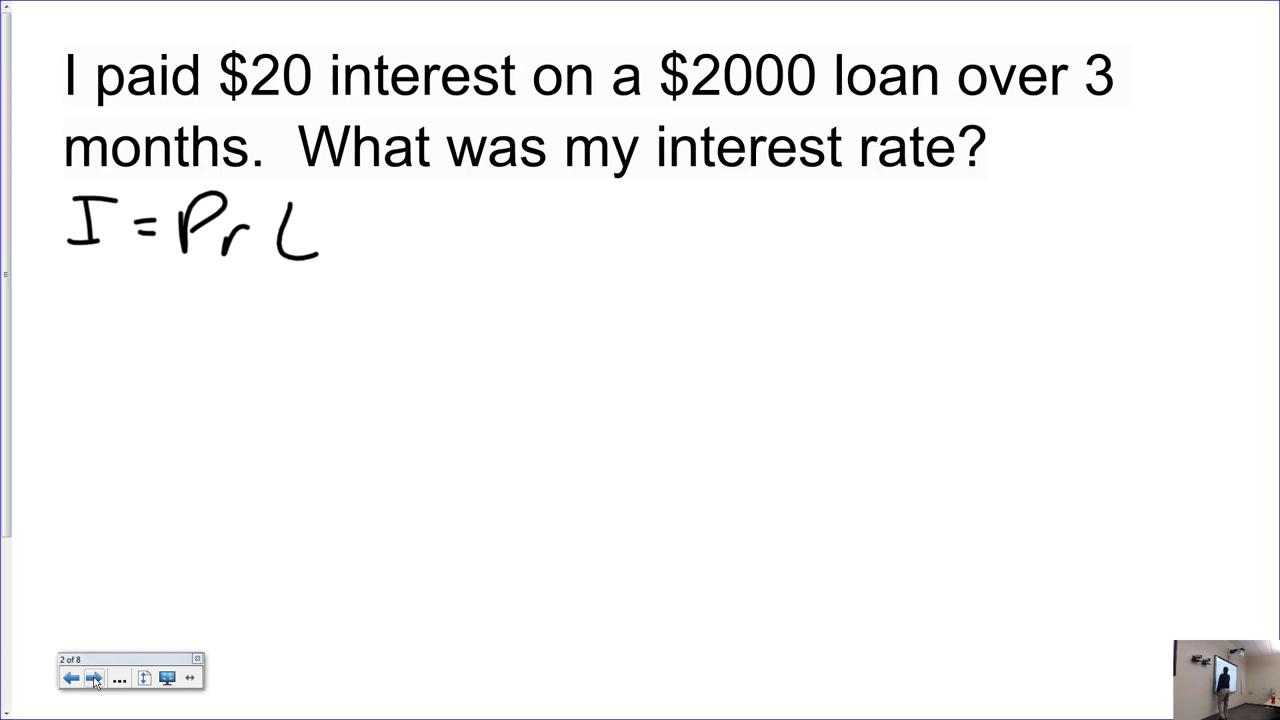 I paid $20 interest on a $2000 loan over 3
months. What was my interest rate?
I = Pr
2 of 8
...